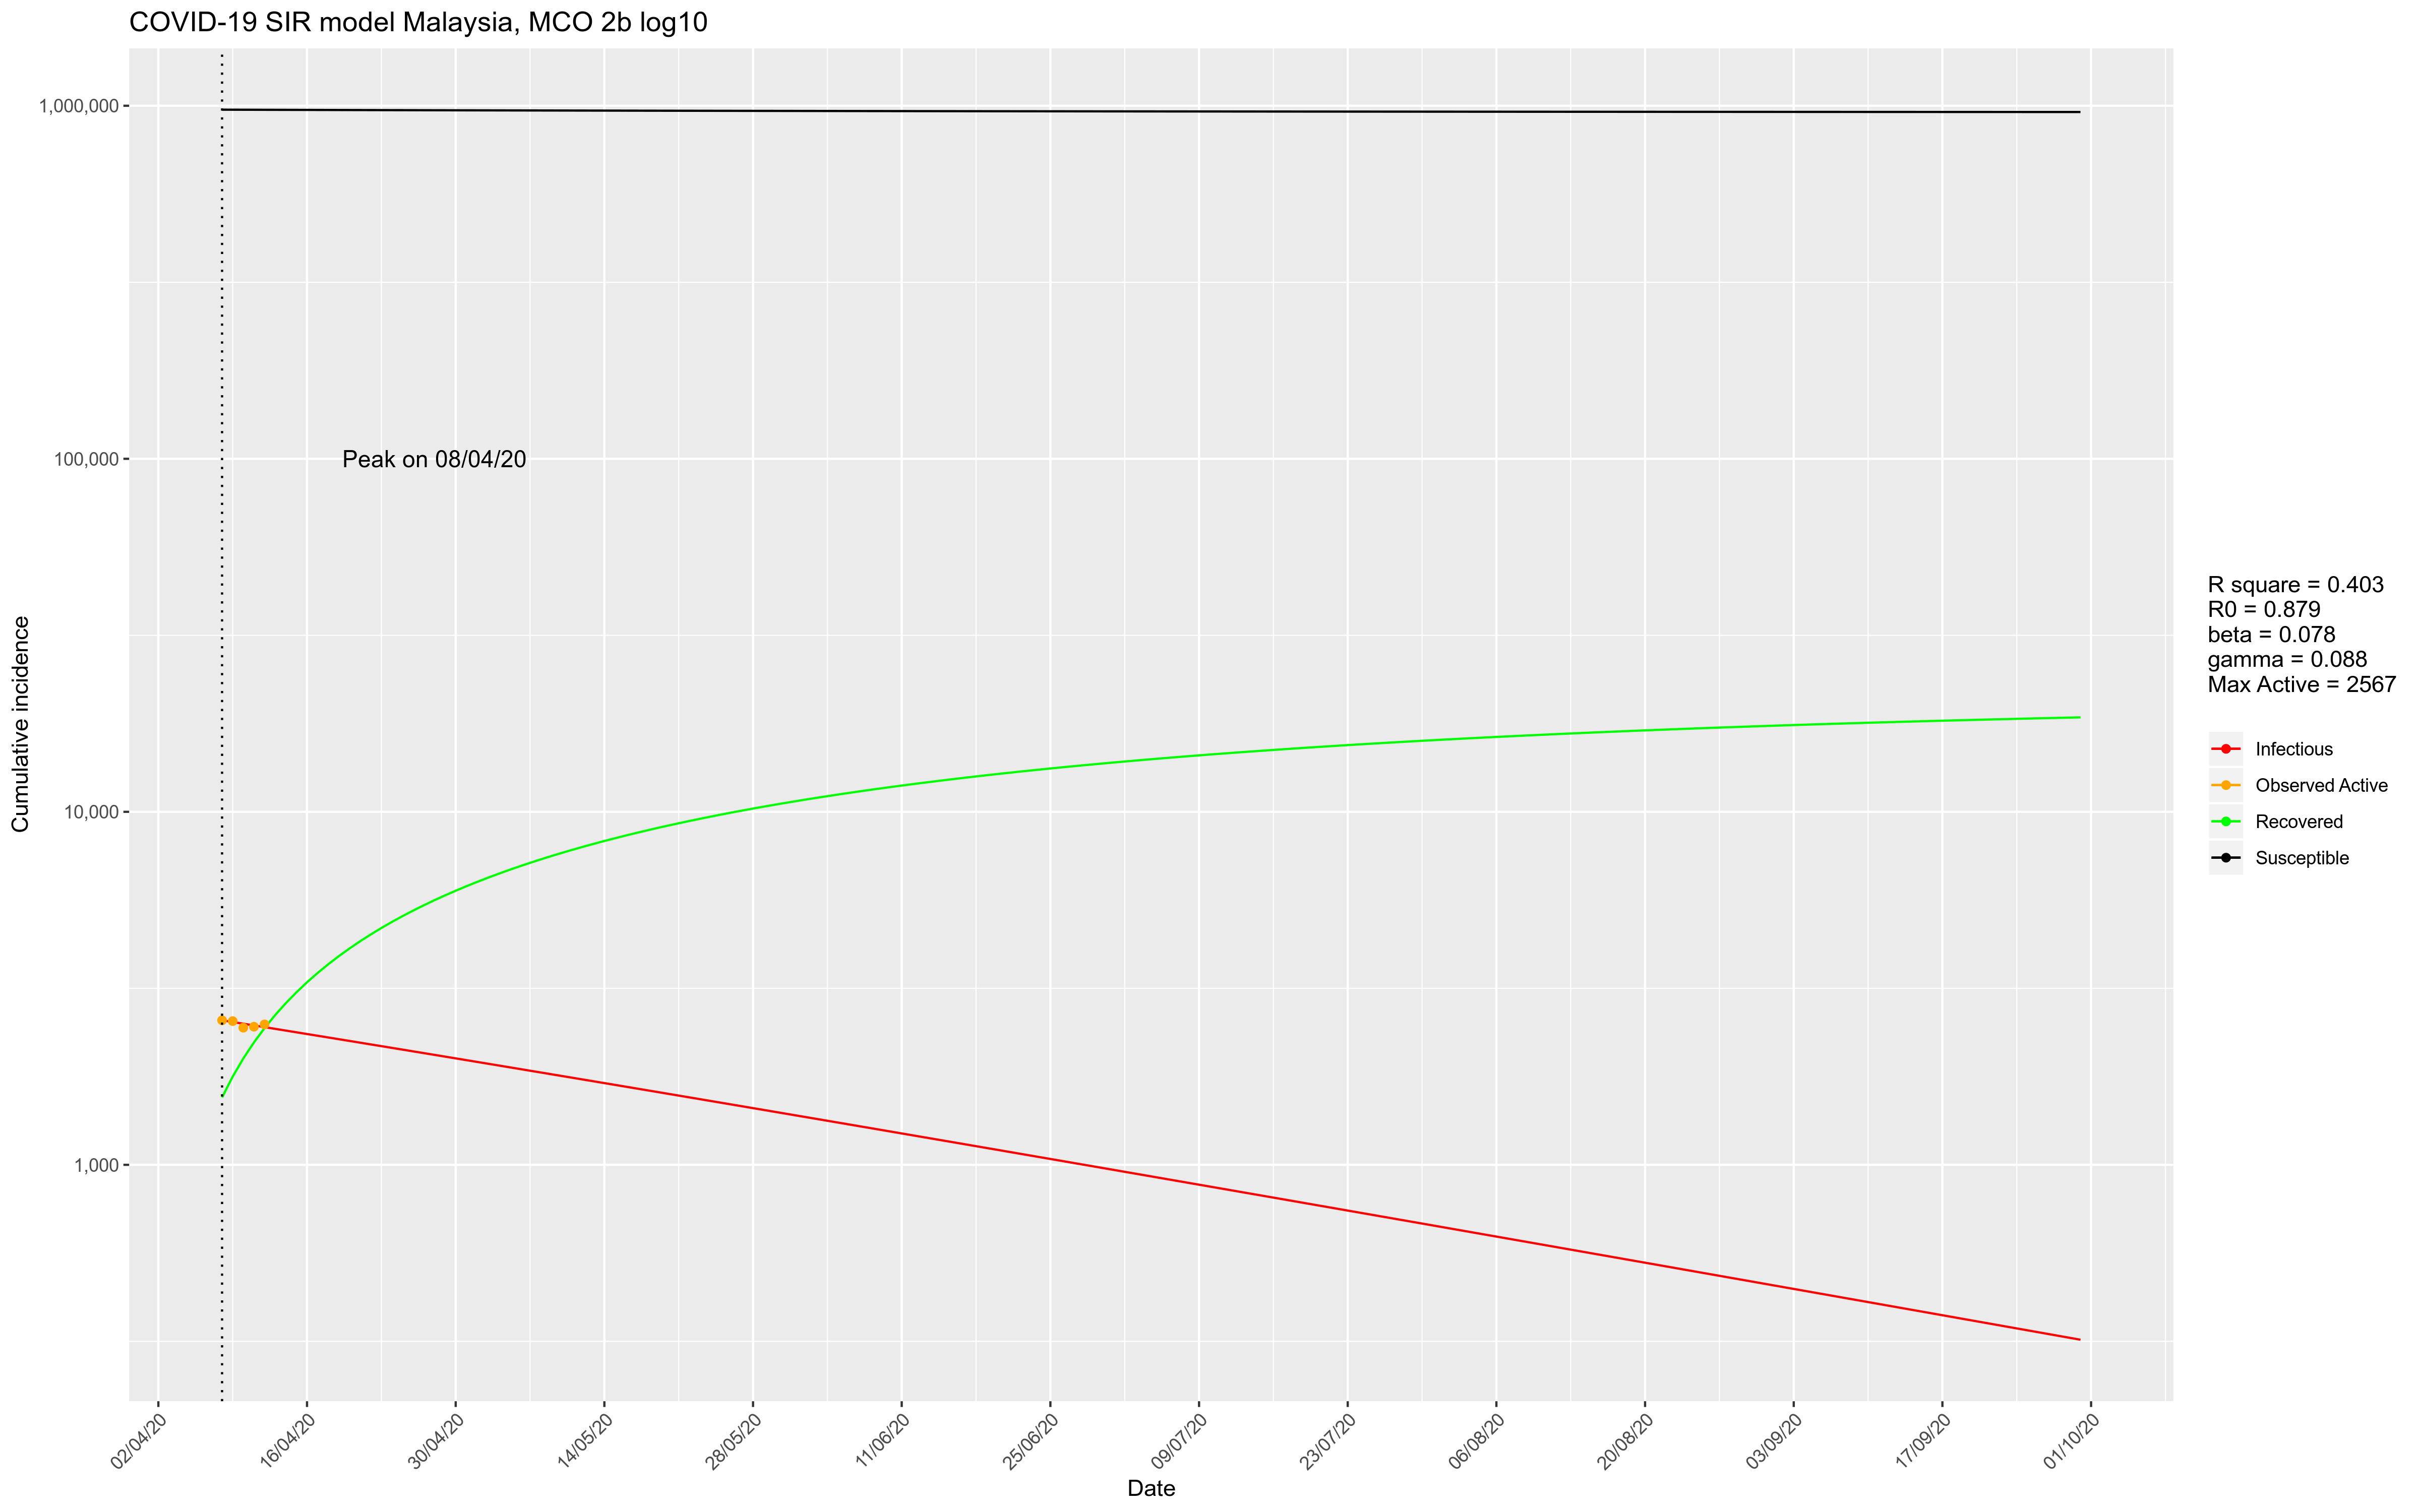 COVID-19 SIR model Malaysia, MCO 2b log10
Cumulative incidence
1,000,000
100,000
10,000
1,000
Peak on 08/04/20
02/04/20
16/04/20
30/04/20
14/05/20
28/05/20
11/06/20
25/06/20
09/07/20
23/07/20
06/08/20
20/08/20
03/09/20
17/09/20
01/10/20
Date
R square = 0.403
R0 = 0.879
beta = 0.078
gamma = 0.088
Max Active = 2567
Infectious
Observed Active
Recovered
Susceptible